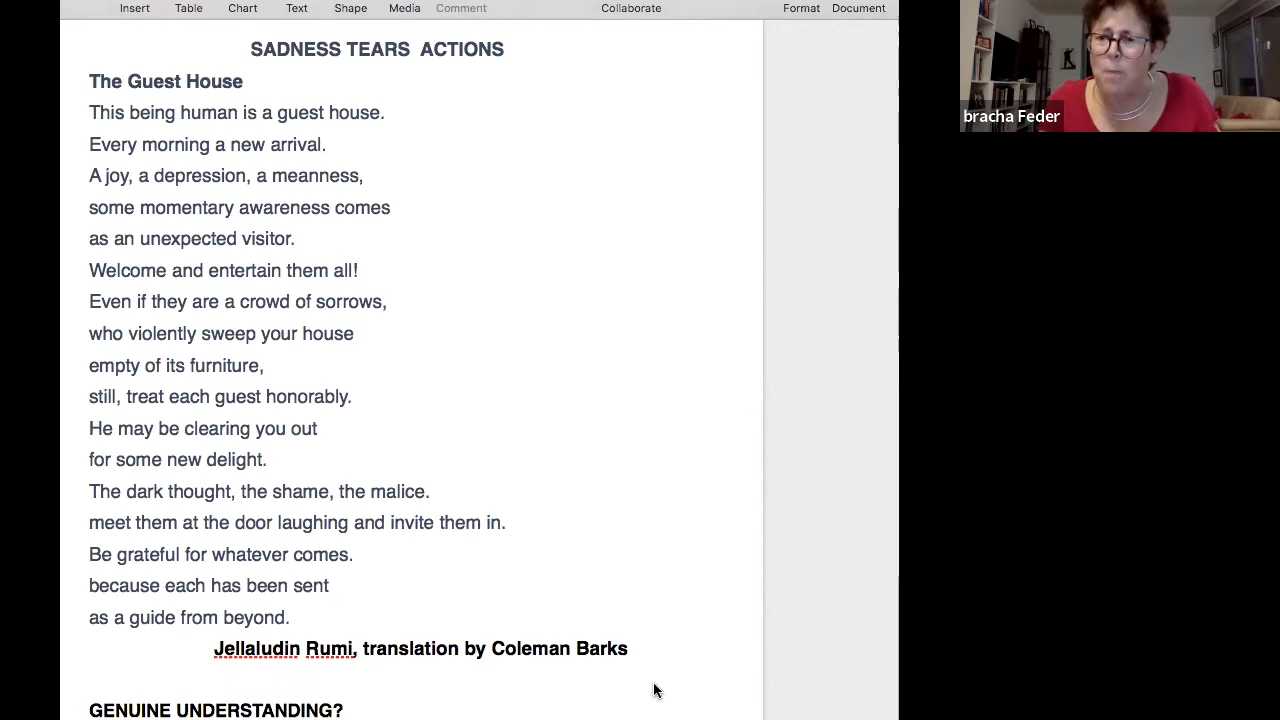 Insert Table Chart Text Shape Media Comment Collaborate Format Document
SADNESS TEARS  ACTIONS
The Guest House
This being human is a guest house.
Every morning a new arrival.
A joy, a depression, a meanness,
some momentary awareness comes
as an unexpected visitor.
Welcome and entertain them all!
Even if they are a crowd of sorrows,
who violently sweep your house
empty of its furniture,
still, treat each guest honorably.
He may be clearing you out
for some new delight.
The dark thought, the shame, the malice.
meet them at the door laughing and invite them in.
Be grateful for whatever comes.
because each has been sent
as a guide from beyond.
Jellaludin Rumi, translation by Coleman Barks
GENUINE UNDERSTANDING?
bracha Feder